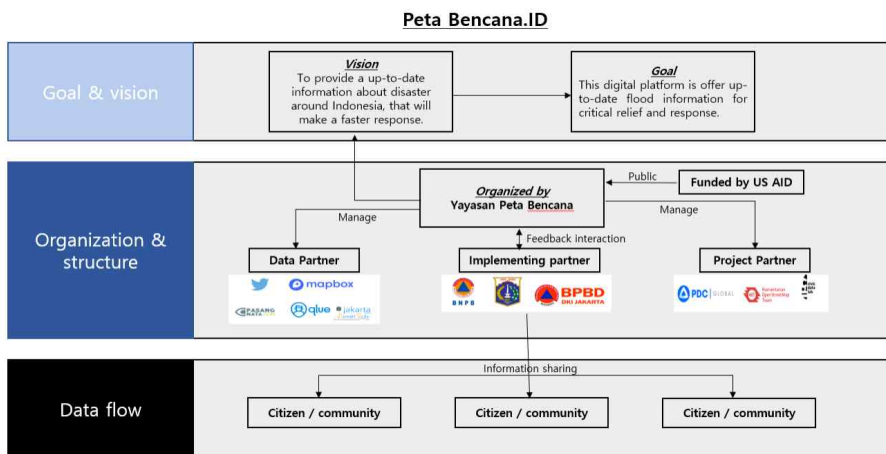 Peta Bencana.ID
Goal & vision
Vision
To provide a up-to-date
information about disaster
around Indonesia, that will
make a faster response.
Goal
This digital platform is offer up-
to-date flood information for
critical relief and response.
Organization &
structure
Organized by
Yayasan Peta Bencana
Public
Funded by US AID
Manage
Manage
Feedback interaction
Data Partner
Implementing partner
Project Partner
mapbox
PASANG
qlue
jakarta
BNPB
BPBD
DKI JAKARTA
PDC GLOBAL
Humanitarian
OpenStreetMap
Team
Data flow
Information sharing
Citizen / community
Citizen / community
Citizen / community